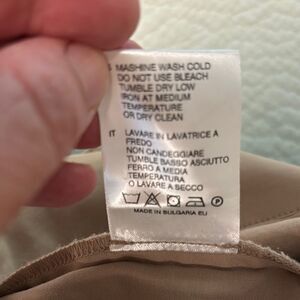 MASHINE WASH COLD
DO NOT USE BLEACH
TUMBLE DRY LOW
IRON AT MEDIUM
TEMPERATURE
OR DRY CLEAN
IT LAVARE IN LAVATRICE A
FREDO
NON CANDEGGIARE
TUMBLE BASSO ASCIUTTO
FERRO A MEDIA
TEMPERATURA
O LAVARE A SECCO
P
MADE IN BULGARIA EU